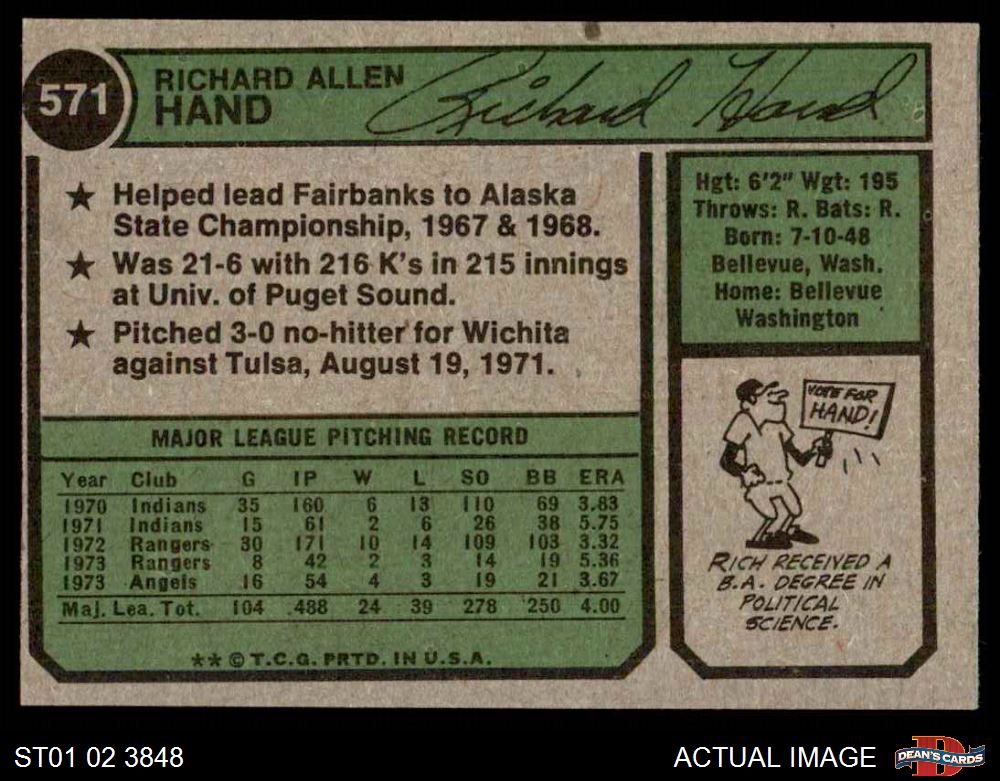 571
RICHARD ALLEN
HAND
Richard Hand
★ Helped lead Fairbanks to Alaska
State Championship, 1967 & 1968.
★ Was 21-6 with 216 K's in 215 innings
at Univ. of Puget Sound.
★ Pitched 3-0 no-hitter for Wichita
against Tulsa, August 19, 1971.
Hgt: 6'2" Wgt: 195
Throws: R. Bats: R.
Born: 7-10-48
Bellevue, Wash.
Home: Bellevue
Washington
MAJOR LEAGUE PITCHING RECORD
Year Club G IP W L SO BB ERA
1970 Indians 35 160 6 13 110 69 3.83
1971 Indians 15 61 2 6 26 38 5.75
1972 Rangers 30 171 10 14 109 103 3.32
1973 Rangers 8 42 2 3 14 19 5.36
1973 Angels 16 54 4 3 19 21 3.67
Maj. Lea. Tot. 104 488 24 39 278 250 4.00
** © T.C.G. PRTD. IN U.S.A.
VOTE FOR
HAND!
RICH RECEIVED A
B.A. DEGREE IN
POLITICAL
SCIENCE.
ST01 02 3848
ACTUAL IMAGE
D
DEAN'S CARDS